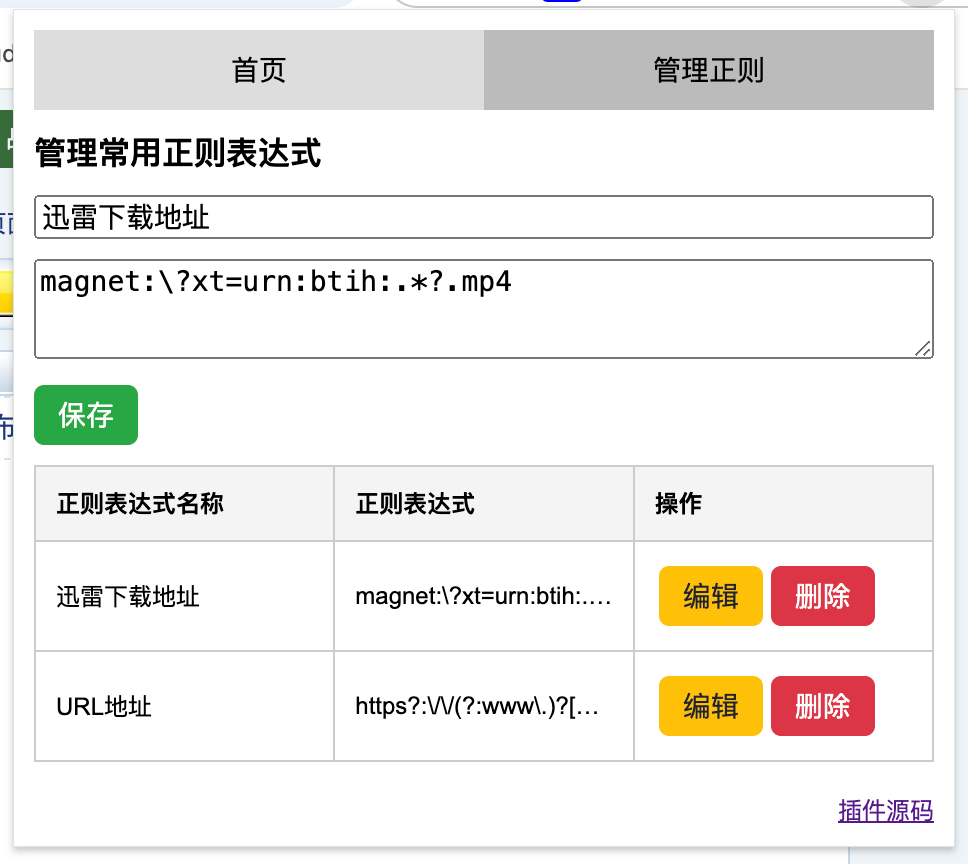 首页
管理正则
管理常用正则表达式
迅雷下载地址
magnet:\?xt=urn:btih:.*?.mp4
保存
正则表达式名称 正则表达式 操作
迅雷下载地址 magnet:\?xt=urn:btih:.… 编辑 删除
URL地址 https?:\/\/(?:www\.)?[… 编辑 删除
插件源码